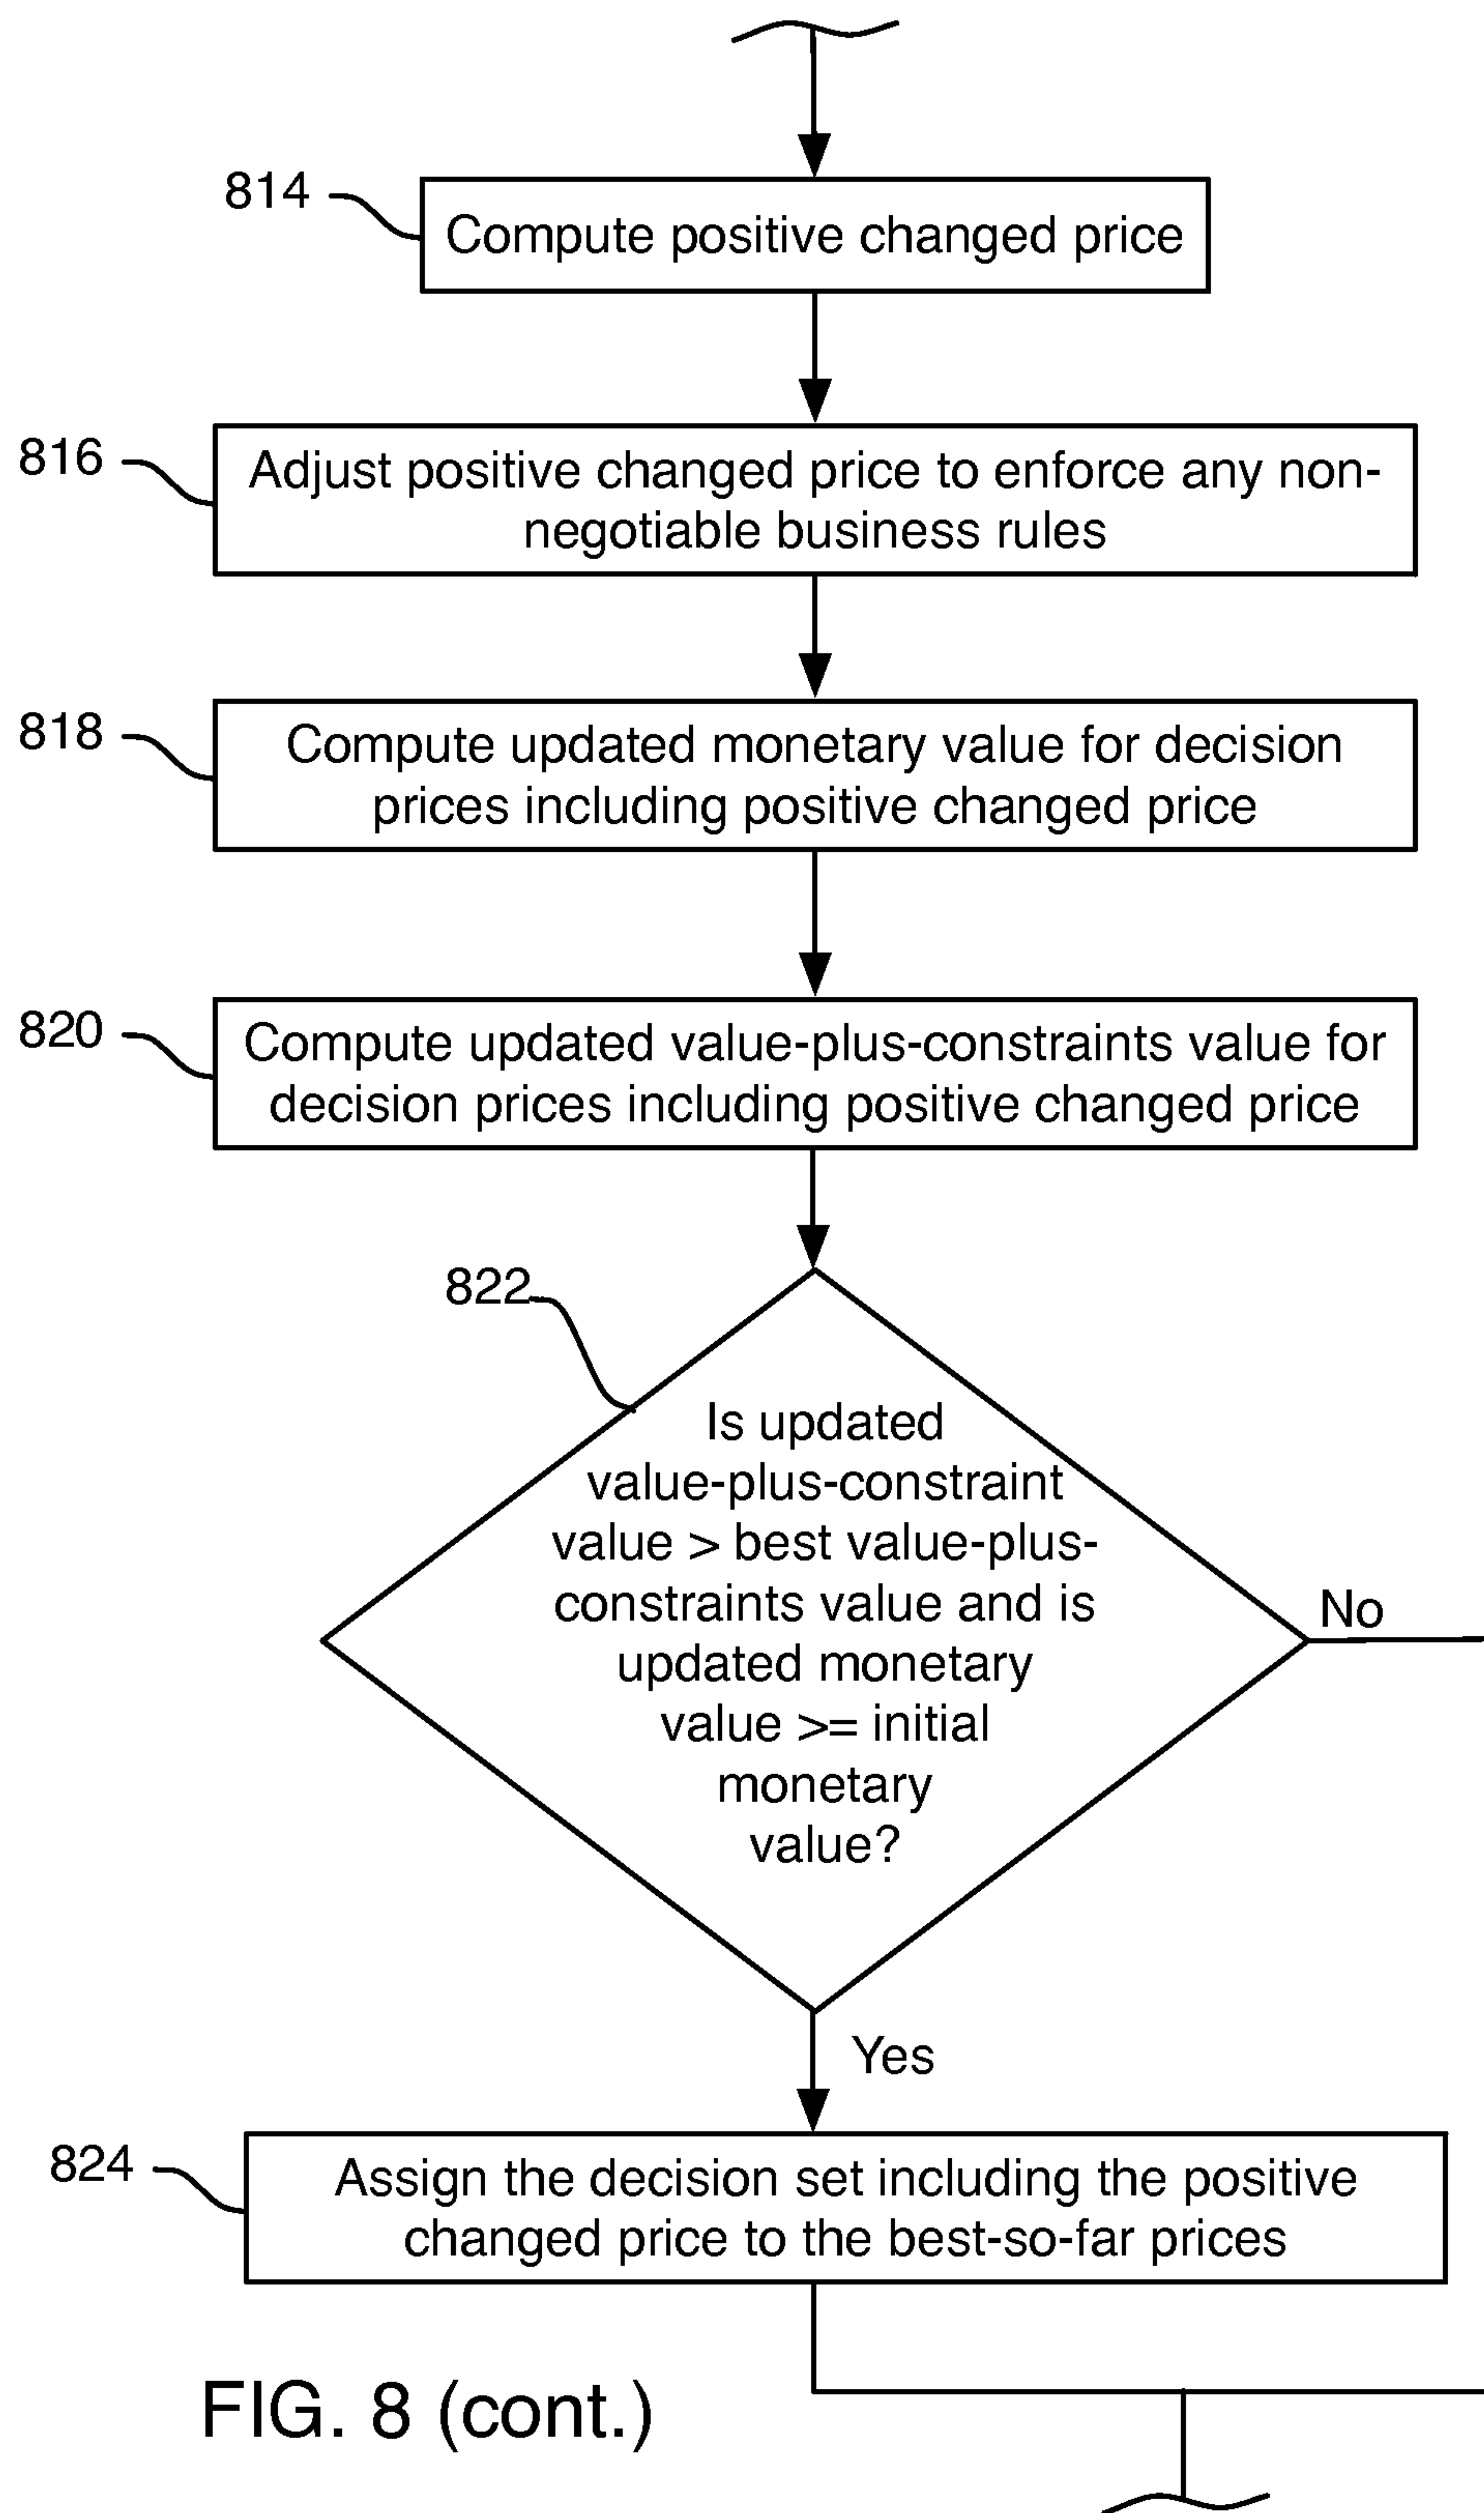 814
Compute positive changed price
816
Adjust positive changed price to enforce any non-
negotiable business rules
818
Compute updated monetary value for decision
prices including positive changed price
820
Compute updated value-plus-constraints value for
decision prices including positive changed price
822
Is updated
value-plus-constraint
value > best value-plus-
constraints value and is
updated monetary
value >= initial
monetary
value?
No
Yes
824
Assign the decision set including the positive
changed price to the best-so-far prices
FIG. 8 (cont.)